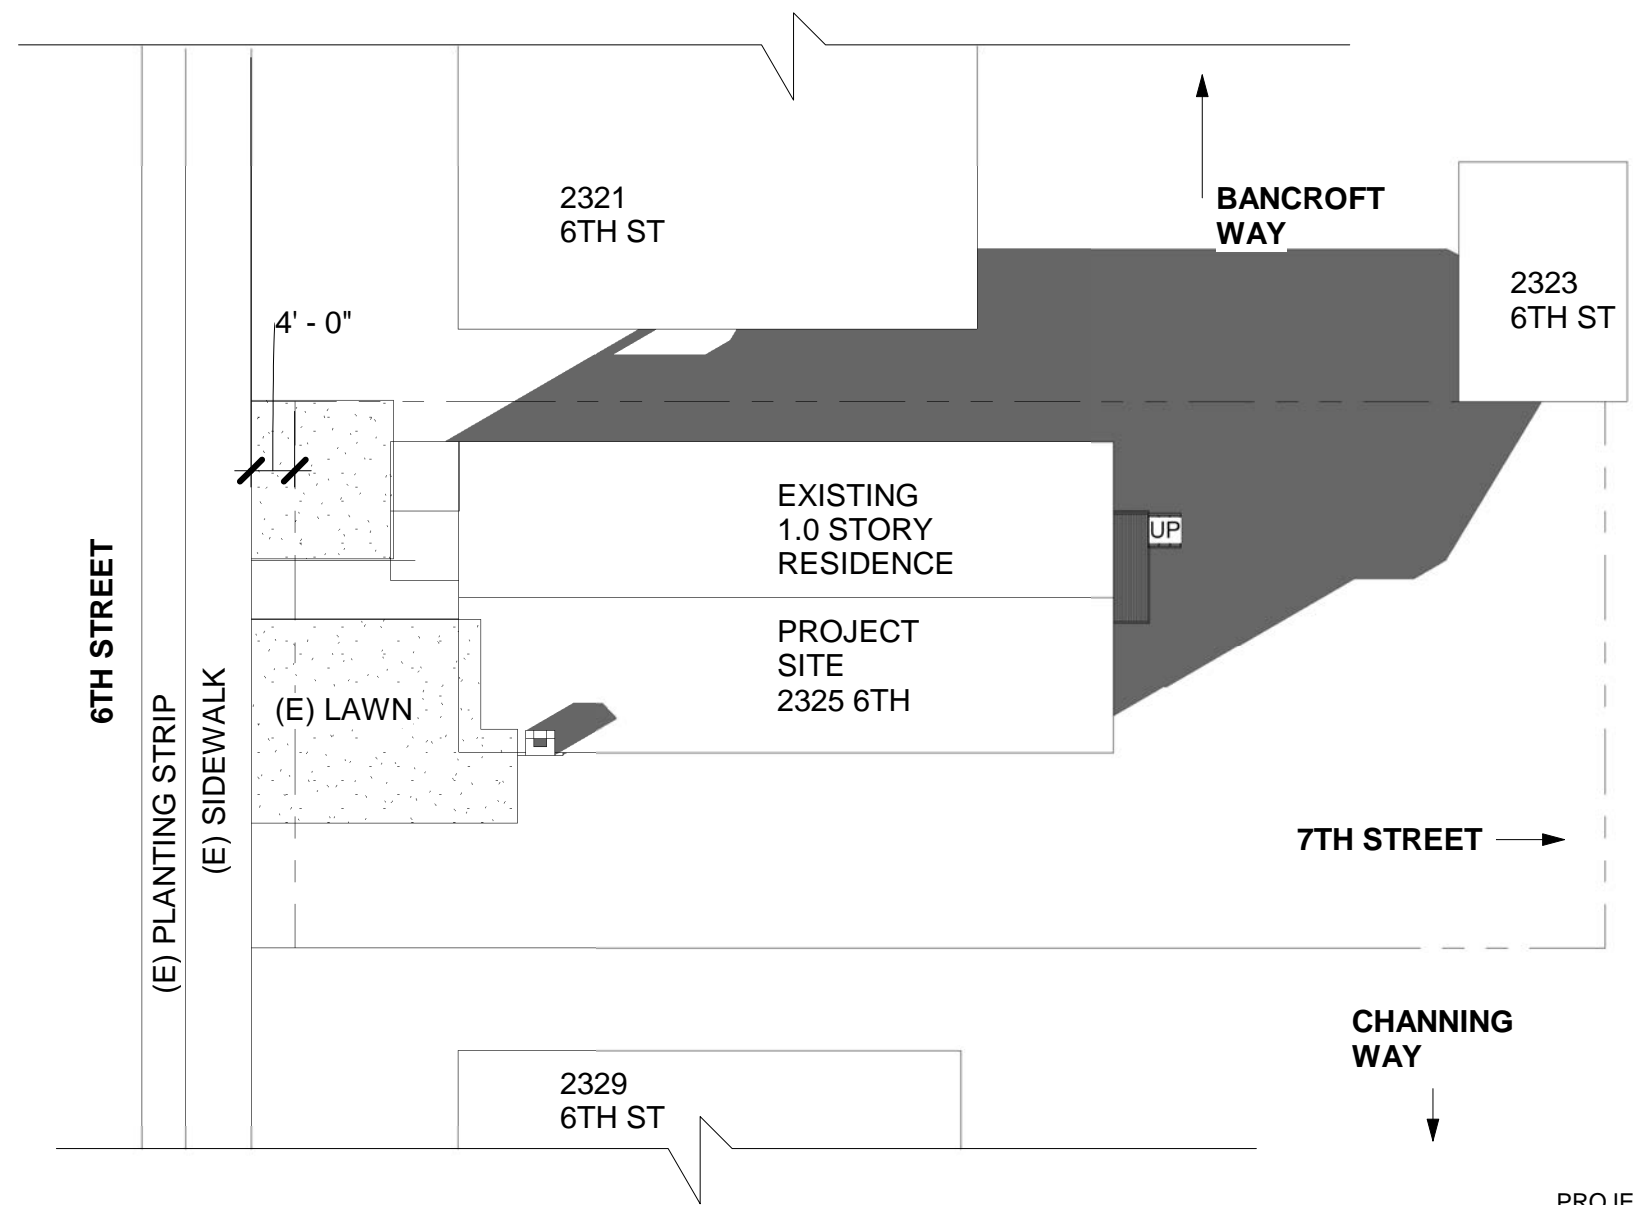 2321
6TH ST
BANCROFT
WAY
2323
6TH ST
4' - 0"
EXISTING
1.0 STORY
RESIDENCE
UP
6TH STREET
PROJECT
SITE
2325 6TH
(E) LAWN
(E) PLANTING STRIP
(E) SIDEWALK
7TH STREET
CHANNING
WAY
2329
6TH ST
PROJE